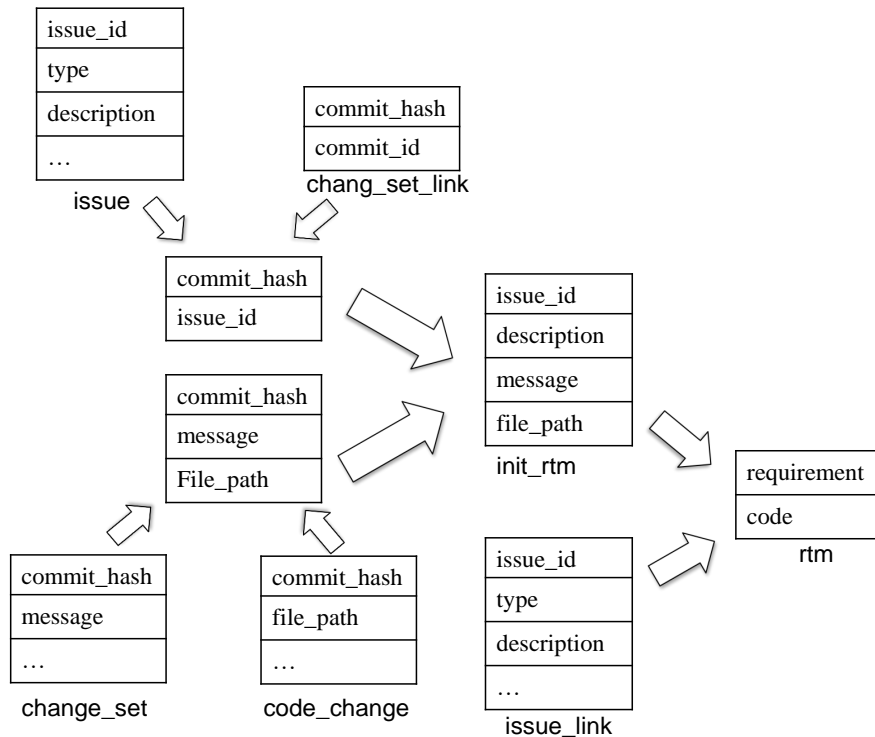 issue_id
type
description
…
issue
commit_hash
commit_id
chang_set_link
commit_hash
issue_id
commit_hash
message
File_path
commit_hash
message
…
change_set
commit_hash
file_path
…
code_change
issue_id
description
message
file_path
init_rtm
issue_id
type
description
…
issue_link
requirement
code
rtm